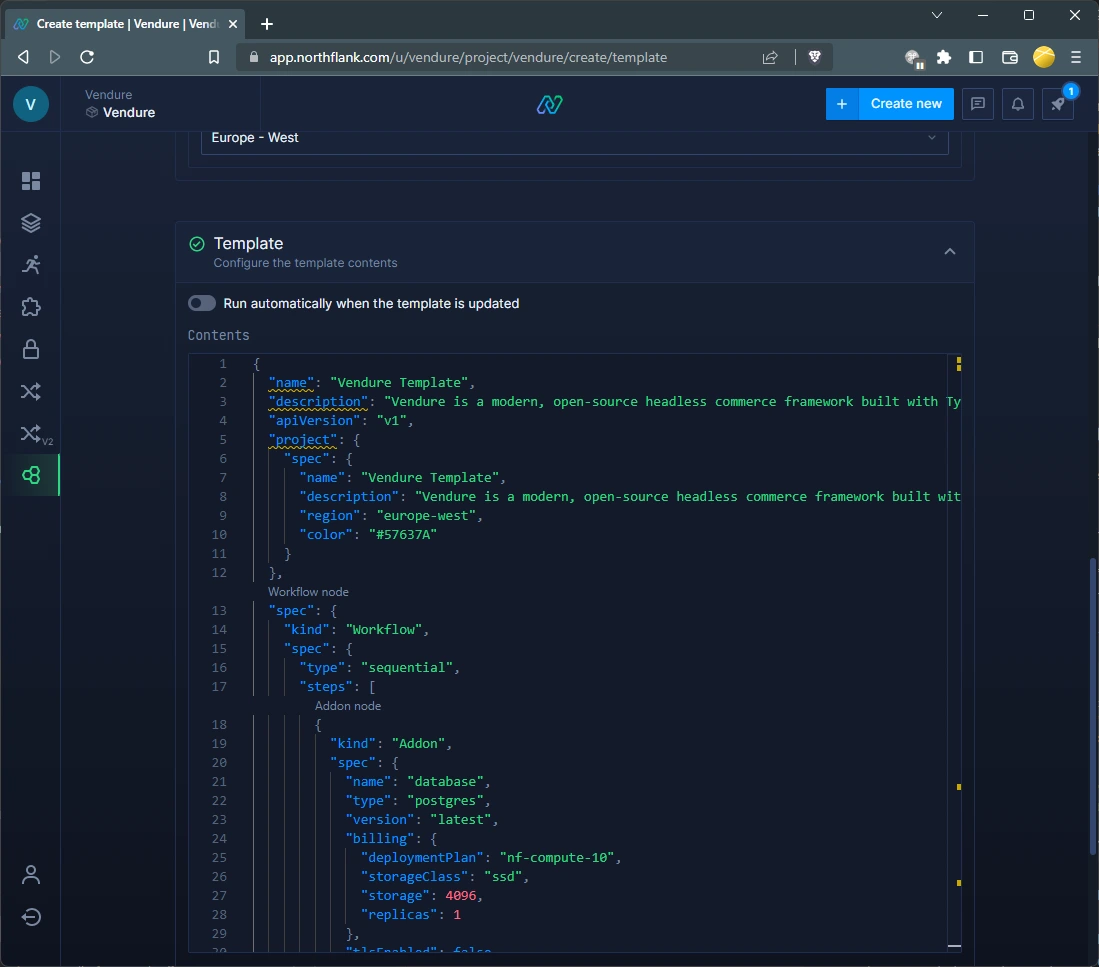 Create template | Vendure | Vend
app.northflank.com/u/vendure/project/vendure/create/template
V
Vendure
Vendure
Create new
1
Europe - West
Template
Configure the template contents
Run automatically when the template is updated
Contents
1 {
2 "name": "Vendure Template",
3 "description": "Vendure is a modern, open-source headless commerce framework built with Ty
4 "apiVersion": "v1",
5 "project": {
6 "spec": {
7 "name": "Vendure Template",
8 "description": "Vendure is a modern, open-source headless commerce framework built wit
9 "region": "europe-west",
10 "color": "#57637A"
11 }
12 },
Workflow node
13 "spec": {
14 "kind": "Workflow",
15 "spec": {
16 "type": "sequential",
17 "steps": [
Addon node
18 {
19 "kind": "Addon",
20 "spec": {
21 "name": "database",
22 "type": "postgres",
23 "version": "latest",
24 "billing": {
25 "deploymentPlan": "nf-compute-10",
26 "storageClass": "ssd",
27 "storage": 4096,
28 "replicas": 1
29 },
30 "tlsEnabled": false
V2